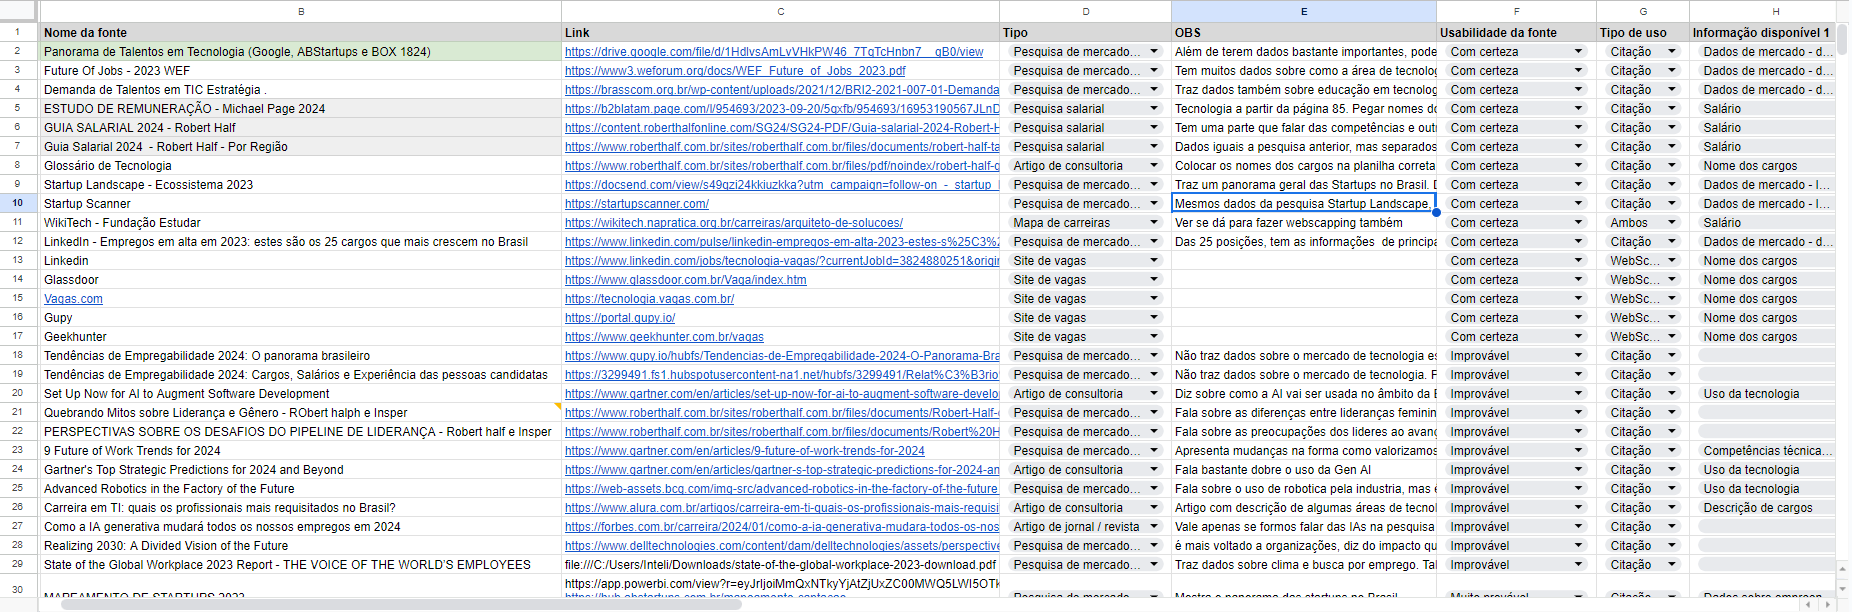 B C D E F G H
1 Nome da fonte Link Tipo OBS Usabilidade da fonte Tipo de uso Informação disponível 1
2 Panorama de Talentos em Tecnologia (Google, ABStartups e BOX 1824) Pesquisa de mercado... Além de terem dados bastante importantes, pode Com certeza Citação Dados de mercado - d...
3 Future Of Jobs - 2023 WEF https://www3.weforum.org/docs/WEF_Future_of_Jobs_2023.pdf Pesquisa de mercado... Tem muitos dados sobre como a área de tecnolog Com certeza Citação Dados de mercado - d...
4 Demanda de Talentos em TIC Estratégia . https://brasscom.org.br/wp-content/uploads/2021/12/BRI2-2021-007-01-Demanda Pesquisa de mercado... Traz dados também sobre educação em tecnolog Com certeza Citação Dados de mercado - d...
5 ESTUDO DE REMUNERAÇÃO - Michael Page 2024 Pesquisa salarial Tecnologia a partir da página 85. Pegar nomes do Com certeza Citação Salário
6 GUIA SALARIAL 2024 - Robert Half https://content.roberthalfonline.com/SG24/SG24-PDF/Guia-salarial-2024-Robert-H Pesquisa salarial Tem uma parte que falar das competências e outr Com certeza Citação Salário
7 Guia Salarial 2024 - Robert Half - Por Região https://www.roberthalf.com.br/sites/roberthalf.com.br/files/documents/robert-half-ta Pesquisa salarial Dados iguais a pesquisa anterior, mas separados Com certeza Citação Salário
8 Glossário de Tecnologia https://www.roberthalf.com.br/sites/roberthalf.com.br/files/pdf/noindex/robert-half-g Artigo de consultoria Colocar os nomes dos cargos na planilha correta Com certeza Citação Nome dos cargos
9 Startup Landscape - Ecossistema 2023 https://docsend.com/view/s49qzi24kkiuzkka?utm_campaign=follow-on_-_startup_l Pesquisa de mercado... Traz um panorama geral das Startups no Brasil. D Com certeza Citação Dados de mercado - I...
10 Startup Scanner https://startupscanner.com/ Pesquisa de mercado... Mesmos dados da pesquisa Startup Landscape, Com certeza Citação Dados de mercado - I...
11 WikiTech - Fundação Estudar https://wikitech.napratica.org.br/carreiras/arquiteto-de-solucoes/ Mapa de carreiras Ver se dá para fazer webscapping também Com certeza Ambos Salário
12 LinkedIn - Empregos em alta em 2023: estes são os 25 cargos que mais crescem no Brasil https://www.linkedin.com/pulse/linkedin-empregos-em-alta-2023-estes-s%25C3% Pesquisa de mercado... Das 25 posições, tem as informações de principa Com certeza Citação Dados de mercado - d...
13 Linkedin https://www.linkedin.com/jobs/tecnologia-vagas/?currentJobId=3824880251&origi Site de vagas Com certeza WebSc... Nome dos cargos
14 Glassdoor https://www.glassdoor.com.br/Vaga/index.htm Site de vagas Com certeza WebSc... Nome dos cargos
15 Vagas.com https://tecnologia.vagas.com.br/ Site de vagas Com certeza WebSc... Nome dos cargos
16 Gupy https://portal.gupy.io/ Site de vagas Com certeza WebSc... Nome dos cargos
17 Geekhunter https://www.geekhunter.com.br/vagas Site de vagas Com certeza WebSc... Nome dos cargos
18 Tendências de Empregabilidade 2024: O panorama brasileiro https://www.gupy.io/hubfs/Tendencias-de-Empregabilidade-2024-O-Panorama-Bra Pesquisa de mercado... Não traz dados sobre o mercado de tecnologia es Improvável Citação
19 Tendências de Empregabilidade 2024: Cargos, Salários e Experiência das pessoas candidatas https://3299491.fs1.hubspotusercontent-na1.net/hubfs/3299491/Relat%C3%B3rio Pesquisa de mercado... Não traz dados sobre o mercado de tecnologia. F Improvável Citação
20 Set Up Now for AI to Augment Software Development https://www.gartner.com/en/articles/set-up-now-for-ai-to-augment-software-develo Artigo de consultoria Diz sobre como a AI vai ser usada no âmbito da E Improvável Citação Uso da tecnologia
21 Quebrando Mitos sobre Liderança e Gênero - RObert halph e Insper https://www.roberthalf.com.br/sites/roberthalf.com.br/files/documents/Robert-Half- Pesquisa de mercado... Fala sobre as diferenças entre lideranças feminin Improvável Citação
22 PERSPECTIVAS SOBRE OS DESAFIOS DO PIPELINE DE LIDERANÇA - Robert half e Insper https://www.roberthalf.com.br/sites/roberthalf.com.br/files/documents/Robert%20H Pesquisa de mercado... Fala sobre as preocupações dos lideres ao avanç Improvável Citação
23 9 Future of Work Trends for 2024 https://www.gartner.com/en/articles/9-future-of-work-trends-for-2024 Pesquisa de mercado... Apresenta mudanças na forma como valorizamos Improvável Citação Competências técnica...
24 Gartner's Top Strategic Predictions for 2024 and Beyond https://www.gartner.com/en/articles/gartner-s-top-strategic-predictions-for-2024-an Artigo de consultoria Fala bastante dobre o uso da Gen AI Improvável Citação Uso da tecnologia
25 Advanced Robotics in the Factory of the Future https://web-assets.bcg.com/img-src/advanced-robotics-in-the-factory-of-the-future Pesquisa de mercado... Fala sobre o uso de robotica pela industria, mas é Improvável Citação Uso da tecnologia
26 Carreira em TI: quais os profissionais mais requisitados no Brasil? https://www.alura.com.br/artigos/carreira-em-ti-quais-os-profissionais-mais-requisi Artigo de consultoria Artigo com descrição de algumas áreas de tecnol Improvável Citação Descrição de cargos
27 Como a IA generativa mudará todos os nossos empregos em 2024 https://forbes.com.br/carreira/2024/01/como-a-ia-generativa-mudara-todos-os-nos Artigo de jornal / revista Vale apenas se formos falar das IAs na pesquisa Improvável Citação
28 Realizing 2030: A Divided Vision of the Future https://www.delltechnologies.com/content/dam/delltechnologies/assets/perspective Pesquisa de mercado... é mais voltado a organizações, diz do impacto qu Improvável Citação
29 State of the Global Workplace 2023 Report - THE VOICE OF THE WORLD'S EMPLOYEES file:///C:/Users/Inteli/Downloads/state-of-the-global-workplace-2023-download.pdf Pesquisa de mercado... Traz dados sobre clima e busca por emprego. Tal Improvável Citação
30 MAPEAMENTO DE STARTUPS 2023 Pesquisa de mercado... Mostra o panorama das startups no Brasil Muito provável Citação